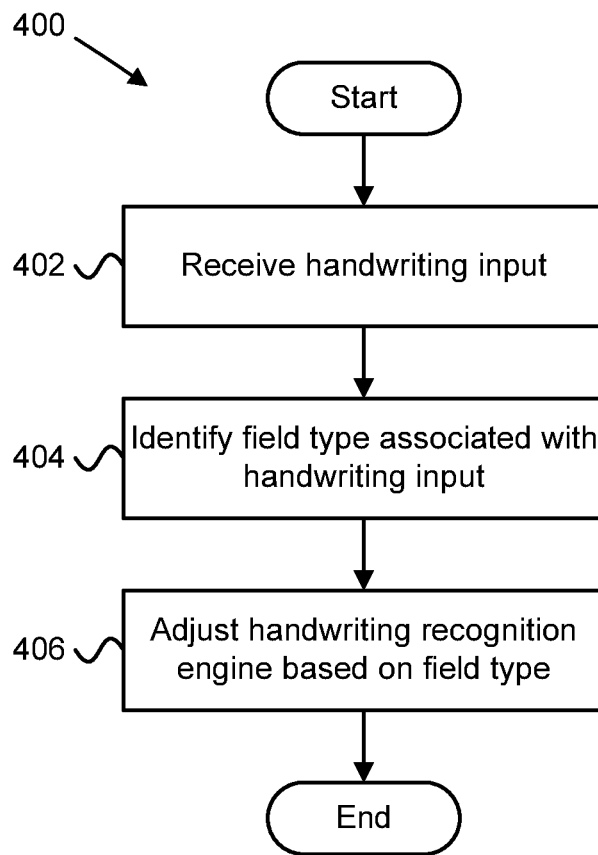 400
Start
402
Receive handwriting input
404
Identify field type associated with
handwriting input
406
Adjust handwriting recognition
engine based on field type
End